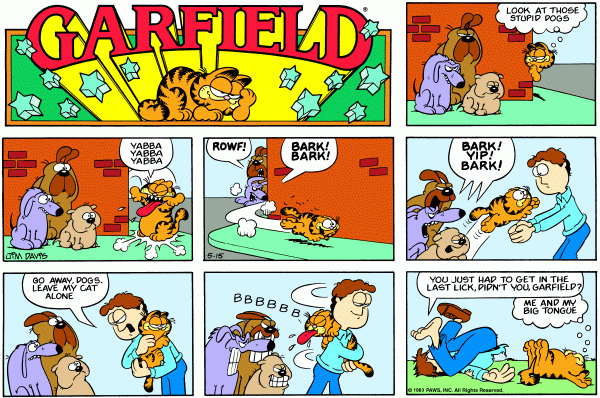 GARFIELD
®
LOOK AT THOSE
STUPID DOGS
YABBA
YABBA
YABBA
JIM DAVIS
ROWF!
BARK!
BARK!
5-15
BARK!
YIP!
BARK!
GO AWAY, DOGS.
LEAVE MY CAT
ALONE
BBBBBB
YOU JUST HAD TO GET IN THE
LAST LICK, DIDN'T YOU, GARFIELD?
ME AND MY
BIG TONGUE
© 1983 PAWS, INC. All Rights Reserved.